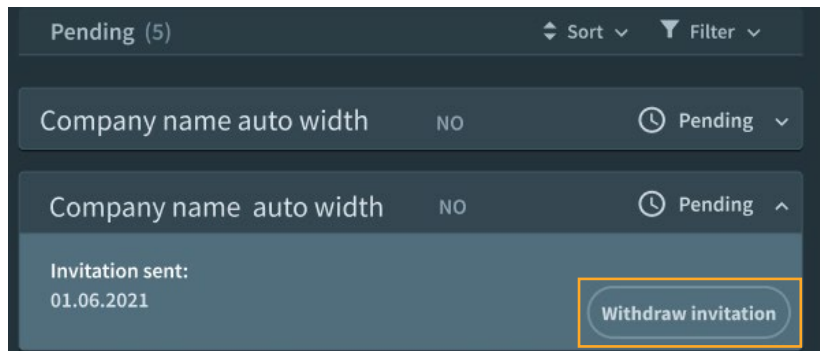 Pending (5) Sort Filter
Company name auto width NO Pending
Company name auto width NO Pending
Invitation sent:
01.06.2021
Withdraw invitation